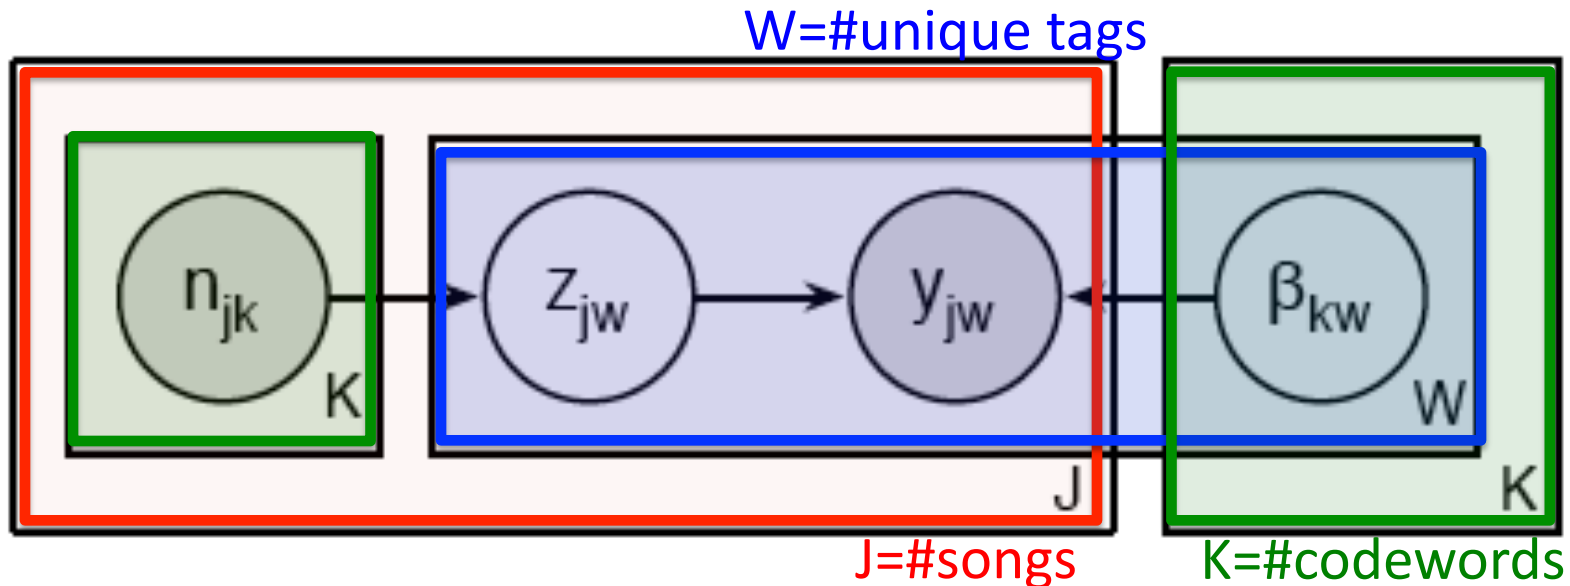 W=#unique tags
n_jk
z_jw
y_jw
β_kw
K
W
J
K
J=#songs
K=#codewords